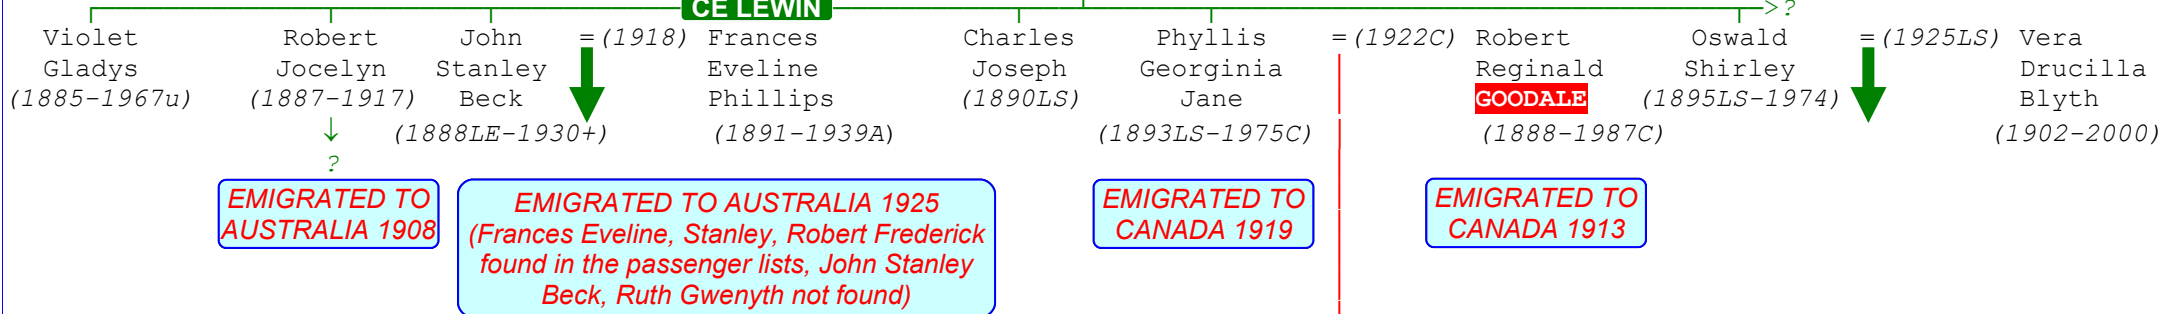 CE LEWIN
>?
Violet Robert John =(1918) Frances Charles Phyllis =(1922C) Robert Oswald =(1925LS) Vera
Gladys Jocelyn Stanley Eveline Joseph Georginia Reginald Shirley Drucilla
(1885-1967u) (1887-1917) Beck Phillips (1890LS) Jane GOODALE (1895LS-1974) Blyth
↓ (1888LE-1930+) (1891-1939A) (1893LS-1975C) (1888-1987C) (1902-2000)
?
EMIGRATED TO
AUSTRALIA 1908
EMIGRATED TO AUSTRALIA 1925
(Frances Eveline, Stanley, Robert Frederick
found in the passenger lists, John Stanley
Beck, Ruth Gwenyth not found)
EMIGRATED TO
CANADA 1919
EMIGRATED TO
CANADA 1913